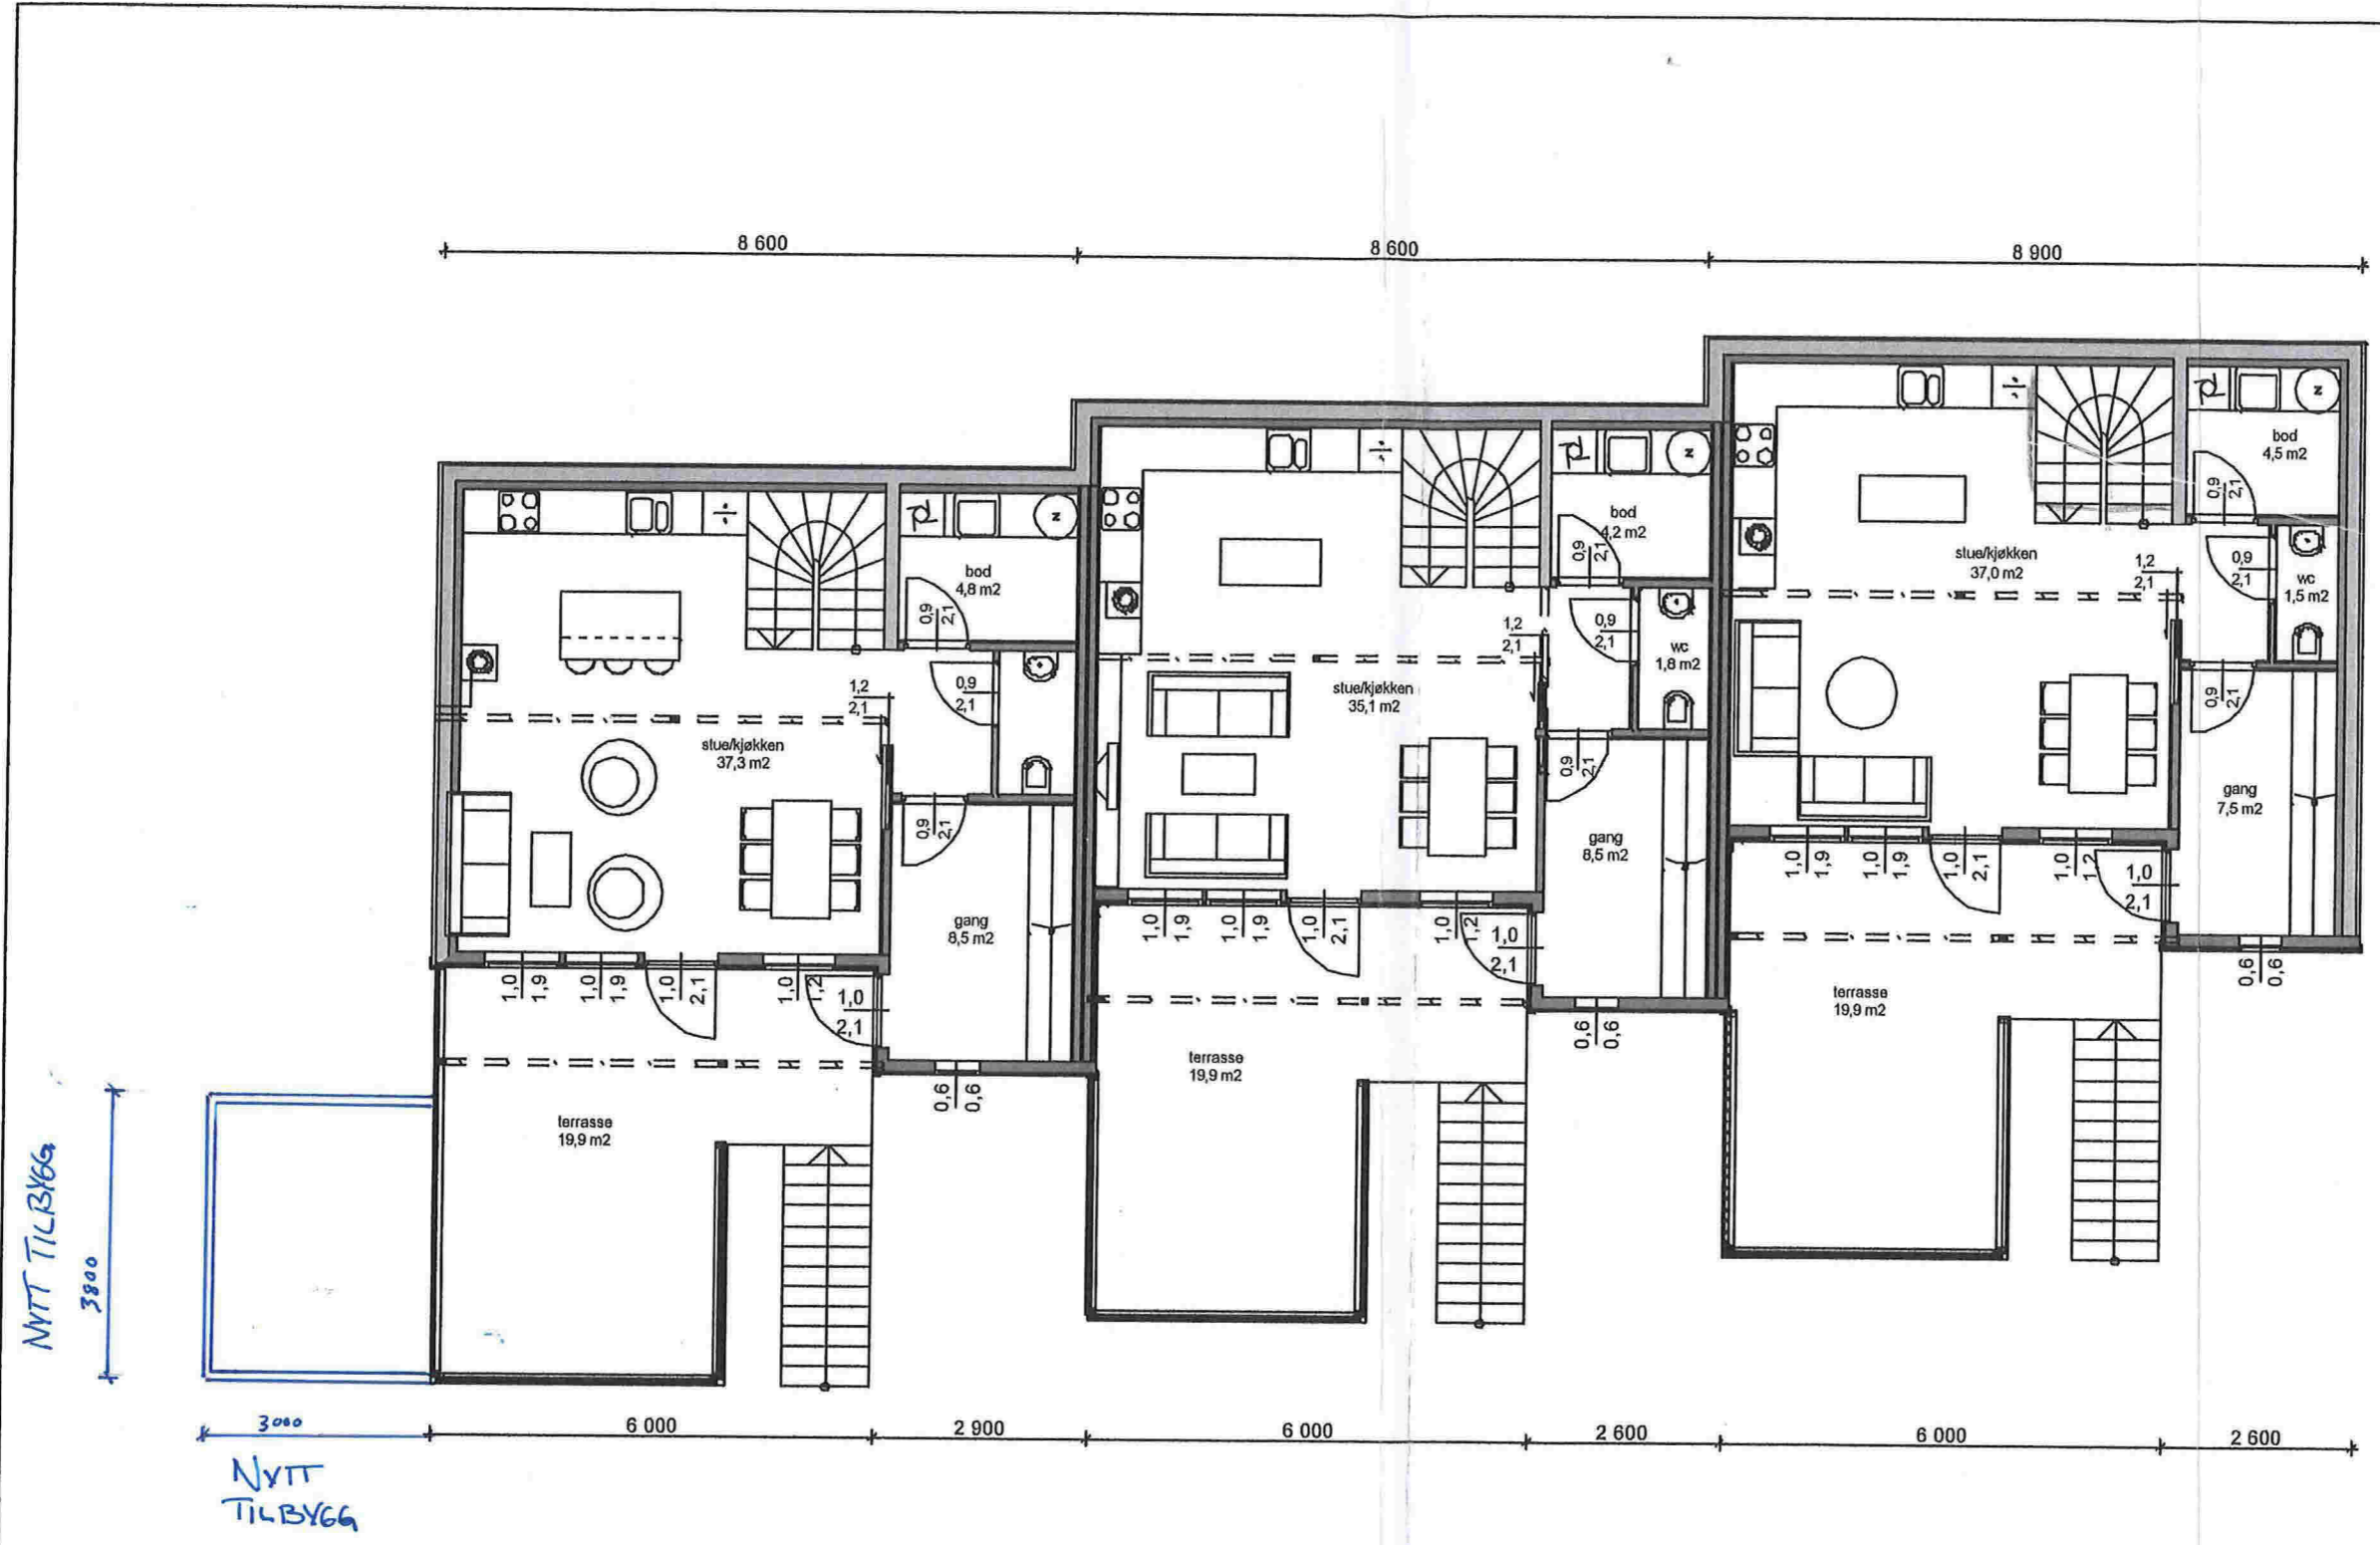 8 600
8 600
8 900
bod
4,8 m2
0,9
2,1
0,9
2,1
1,2
2,1
stue/kjøkken
37,3 m2
0,9
2,1
gang
8,5 m2
1,0
1,9
1,0
1,9
1,0
2,1
1,0
1,2
1,0
2,1
0,6
0,6
terrasse
19,9 m2
bod
4,2 m2
0,9
2,1
0,9
2,1
wc
1,8 m2
1,2
2,1
stue/kjøkken
35,1 m2
0,9
2,1
gang
8,5 m2
1,0
1,9
1,0
1,9
1,0
2,1
1,0
1,2
1,0
2,1
0,6
0,6
terrasse
19,9 m2
bod
4,5 m2
0,9
2,1
0,9
2,1
wc
1,5 m2
stue/kjøkken
37,0 m2
1,2
2,1
0,9
2,1
gang
7,5 m2
1,0
1,9
1,0
1,9
1,0
2,1
1,0
1,2
1,0
2,1
0,6
0,6
terrasse
19,9 m2
NYTT TILBYGG
3800
3000
6 000
2 900
6 000
2 600
6 000
2 600
NYTT
TILBYGG